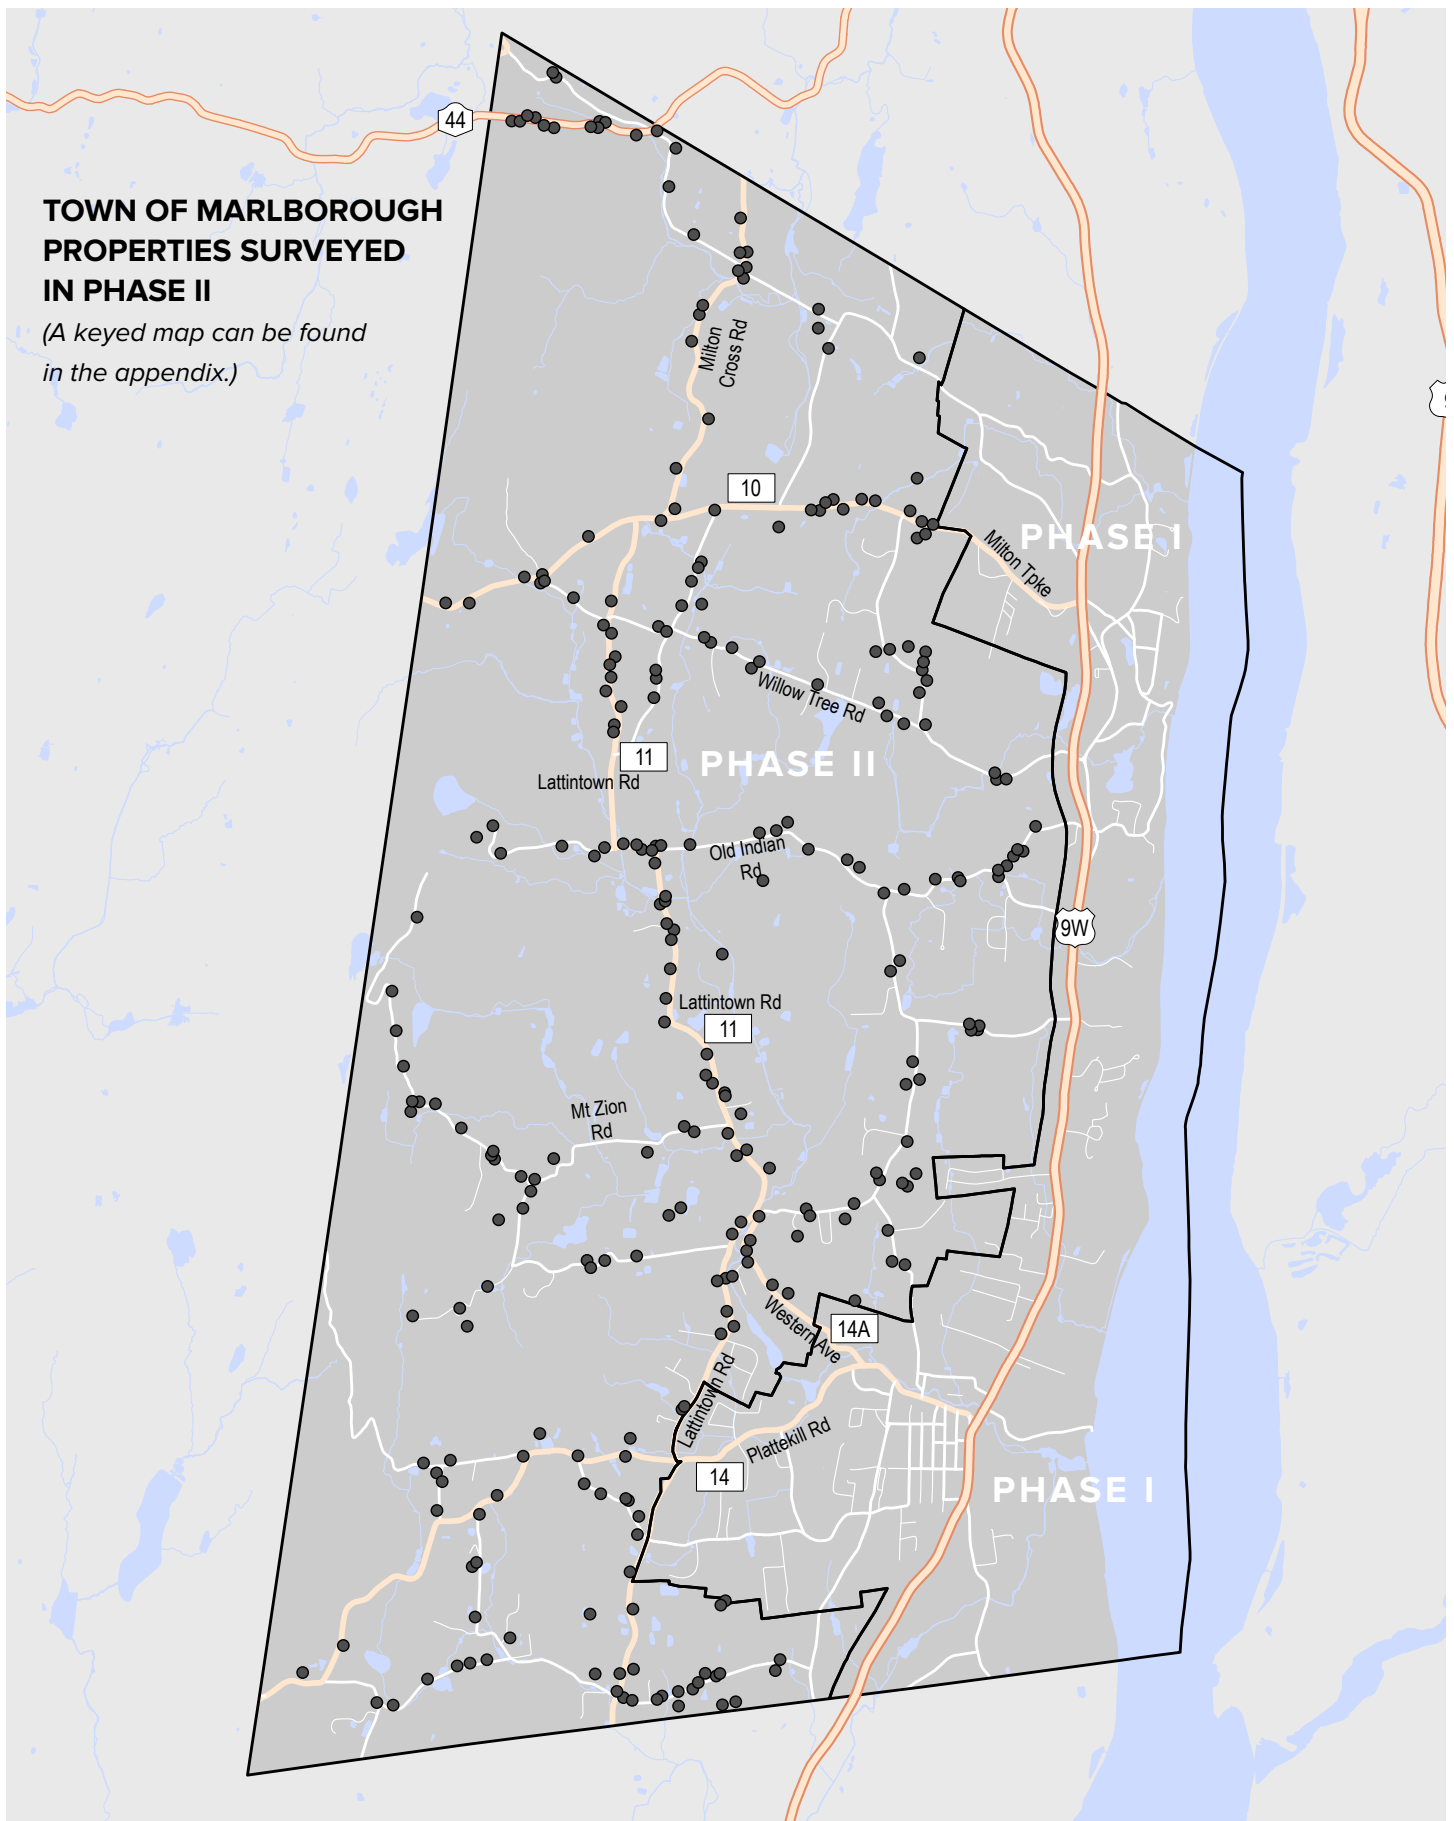 44
TOWN OF MARLBOROUGH
PROPERTIES SURVEYED
IN PHASE II
(A keyed map can be found
in the appendix.)
Milton
Cross Rd
10
PHASE I
Milton Tpke
Willow Tree Rd
11
PHASE II
Lattintown Rd
Old Indian
Rd
9W
Lattintown Rd
11
Mt Zion
Rd
Western Ave
14A
Lattintown Rd
Plattekill Rd
14
PHASE I